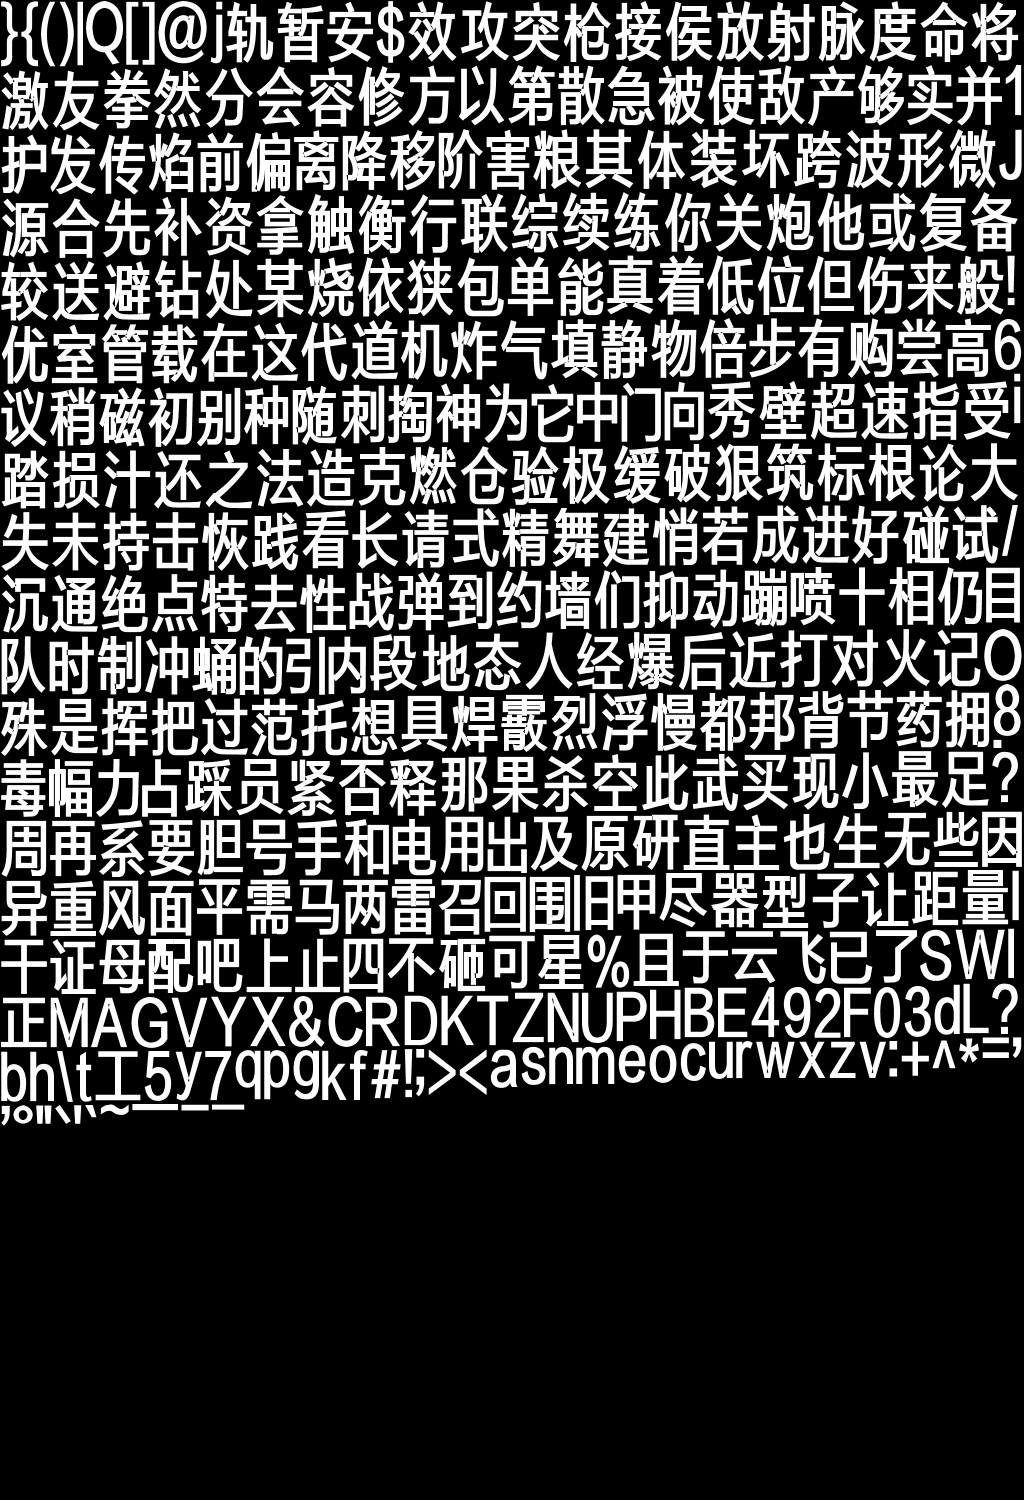 }{()|Q[]@j轨暂安$效攻突枪接侯放射脉度命将
激友拳然分会容修方以第散急被使敌产够实并1
护发传焰前偏离降移阶害粮其体装坏跨波形微J
源合先补资拿触衡行联综续练你关炮他或复备
较送避钻处某烧依狭包单能真着低位但伤来般!
优室管载在这代道机炸气填静物倍步有购尝高6
议稍磁初别种随刺掏神为它中门向秀壁超速指受i
踏损汁还之法造克燃仓验极缓破狠筑标根论大
失未持击恢践看长请式精舞建悄若成进好碰试/
沉通绝点特去性战弹到约墙们抑动蹦喷十相仍目
队时制冲蛹的引内段地态人经爆后近打对火记O
殊是挥把过范托想具焊霰烈浮慢都邦背节药拥8
毒幅力占踩员紧否释那果杀空此武买现小最足?
周再系要胆号手和电用出及原研直主也生无些因
异重风面平需马两雷召回围旧甲尽器型子让距量l
干证母配吧上止四不砸可星%且于云飞已了SWI
正MAGVYX&CRDKTZNUPHBE492F03dL?
bh\t工5y7qpgkf#!;><asnmeocurwxzv:+^*=’